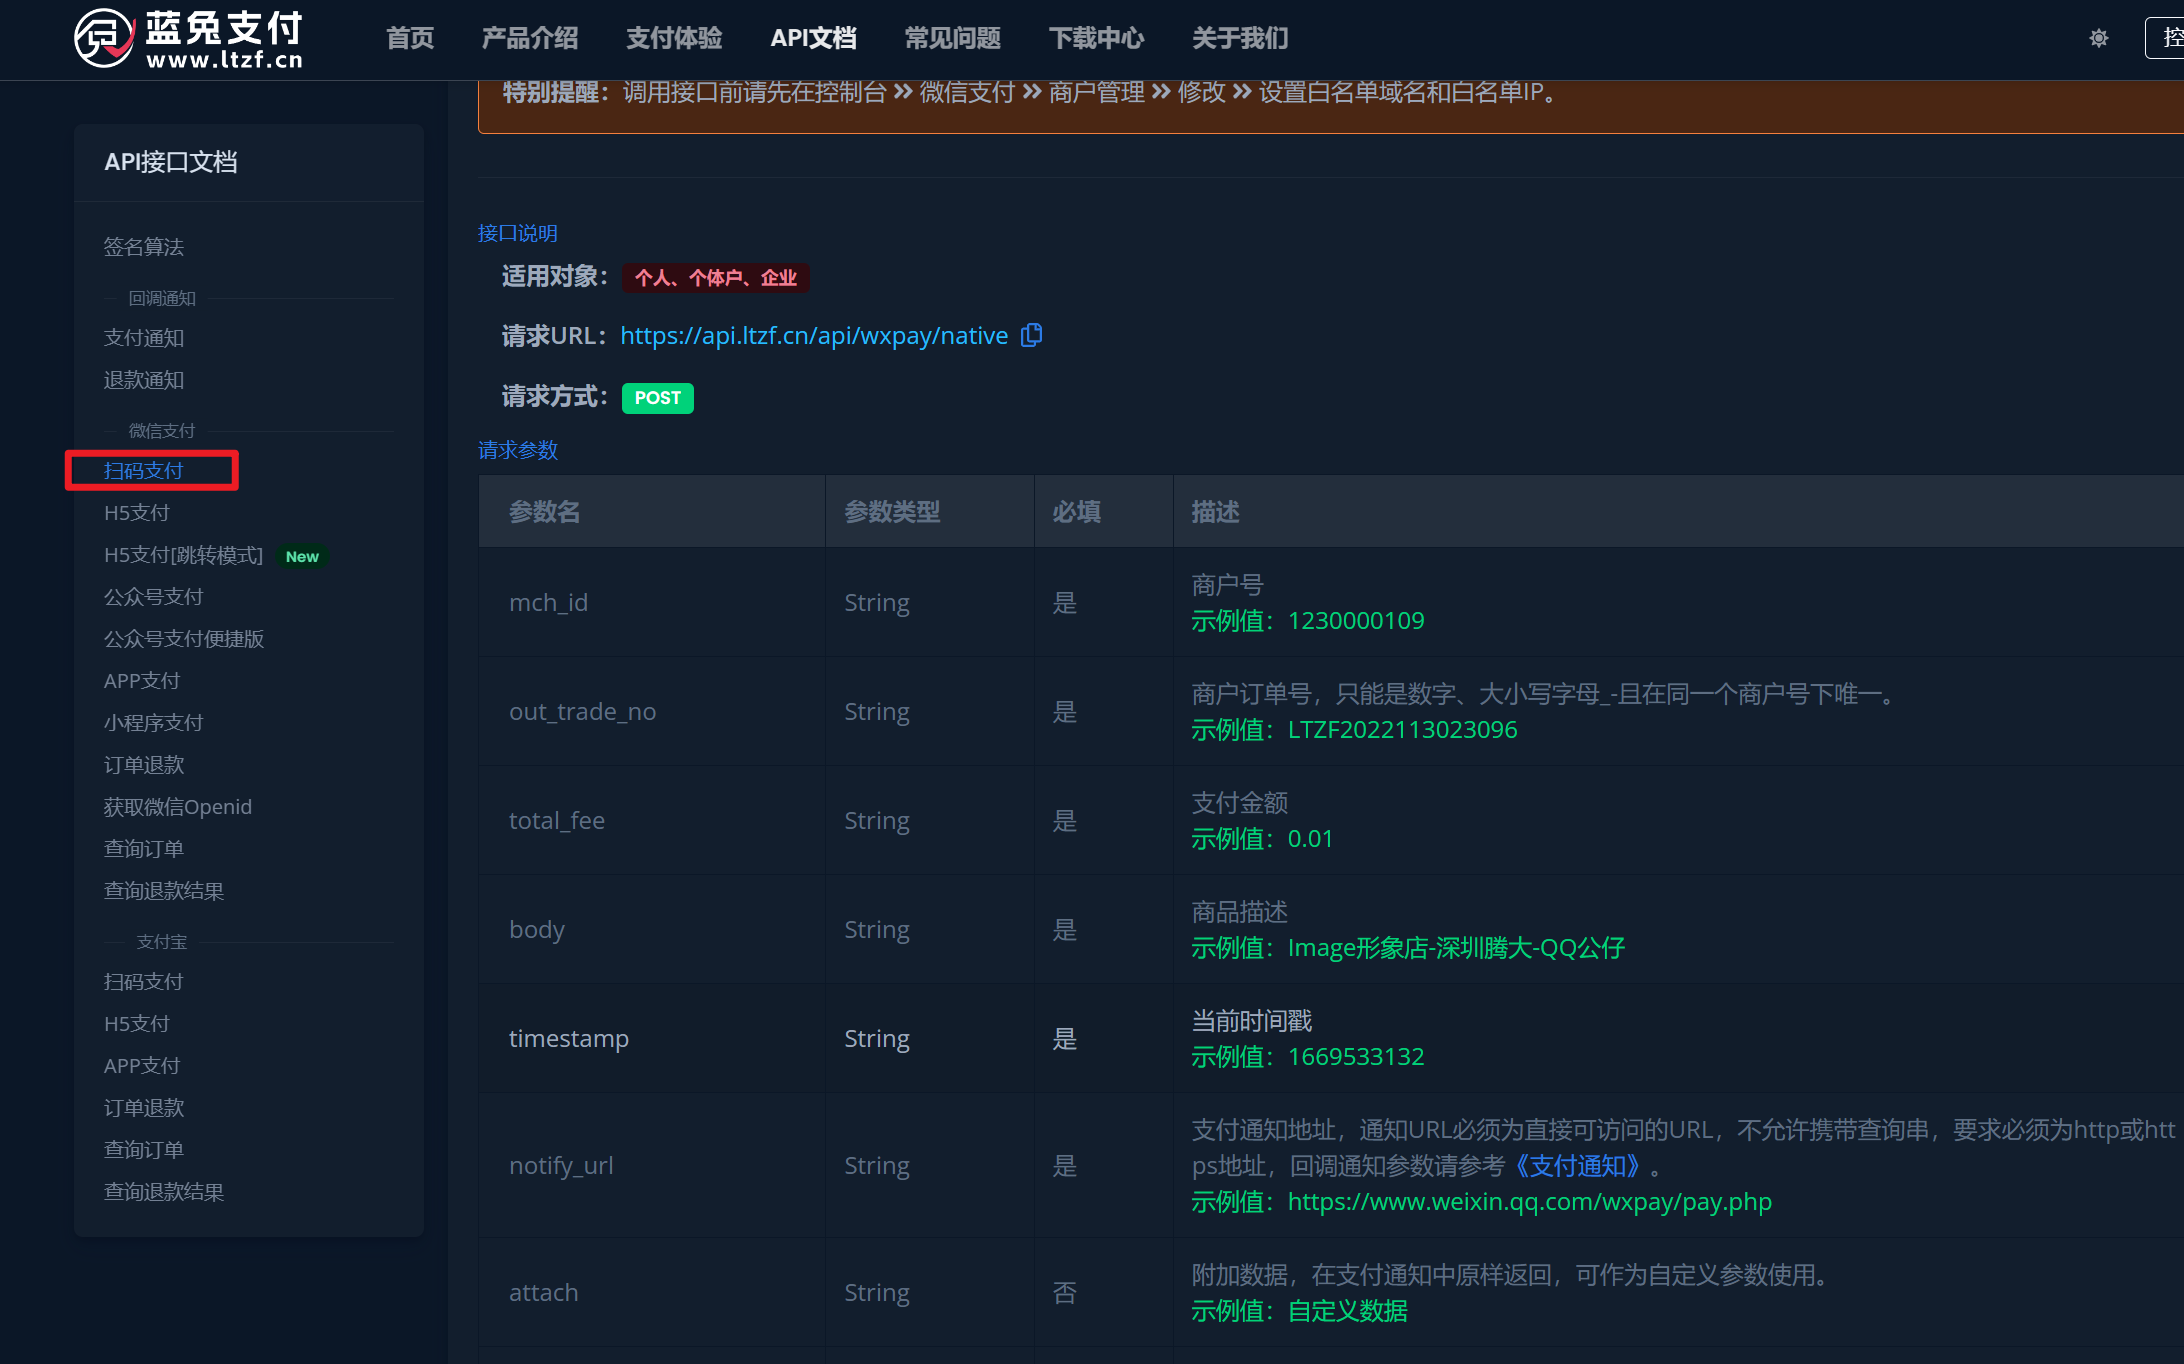 蓝兔支付
www.ltzf.cn
首页 产品介绍 支付体验 API文档 常见问题 下载中心 关于我们
特别提醒：调用接口前请先在控制台 >> 微信支付 >> 商户管理 >> 修改 >> 设置白名单域名和白名单IP。
API接口文档
签名算法
回调通知
支付通知
退款通知
微信支付
扫码支付
H5支付
H5支付[跳转模式] New
公众号支付
公众号支付便捷版
APP支付
小程序支付
订单退款
获取微信Openid
查询订单
查询退款结果
支付宝
扫码支付
H5支付
APP支付
订单退款
查询订单
查询退款结果
接口说明
适用对象： 个人、个体户、企业
请求URL： https://api.ltzf.cn/api/wxpay/native
请求方式： POST
请求参数
参数名 参数类型 必填 描述
mch_id String 是 商户号
示例值：1230000109
out_trade_no String 是 商户订单号，只能是数字、大小写字母_-且在同一个商户号下唯一。
示例值：LTZF2022113023096
total_fee String 是 支付金额
示例值：0.01
body String 是 商品描述
示例值：Image形象店-深圳腾大-QQ公仔
timestamp String 是 当前时间戳
示例值：1669533132
notify_url String 是 支付通知地址，通知URL必须为直接可访问的URL，不允许携带查询串，要求必须为http或htt
ps地址，回调通知参数请参考《支付通知》。
示例值：https://www.weixin.qq.com/wxpay/pay.php
attach String 否 附加数据，在支付通知中原样返回，可作为自定义参数使用。
示例值：自定义数据